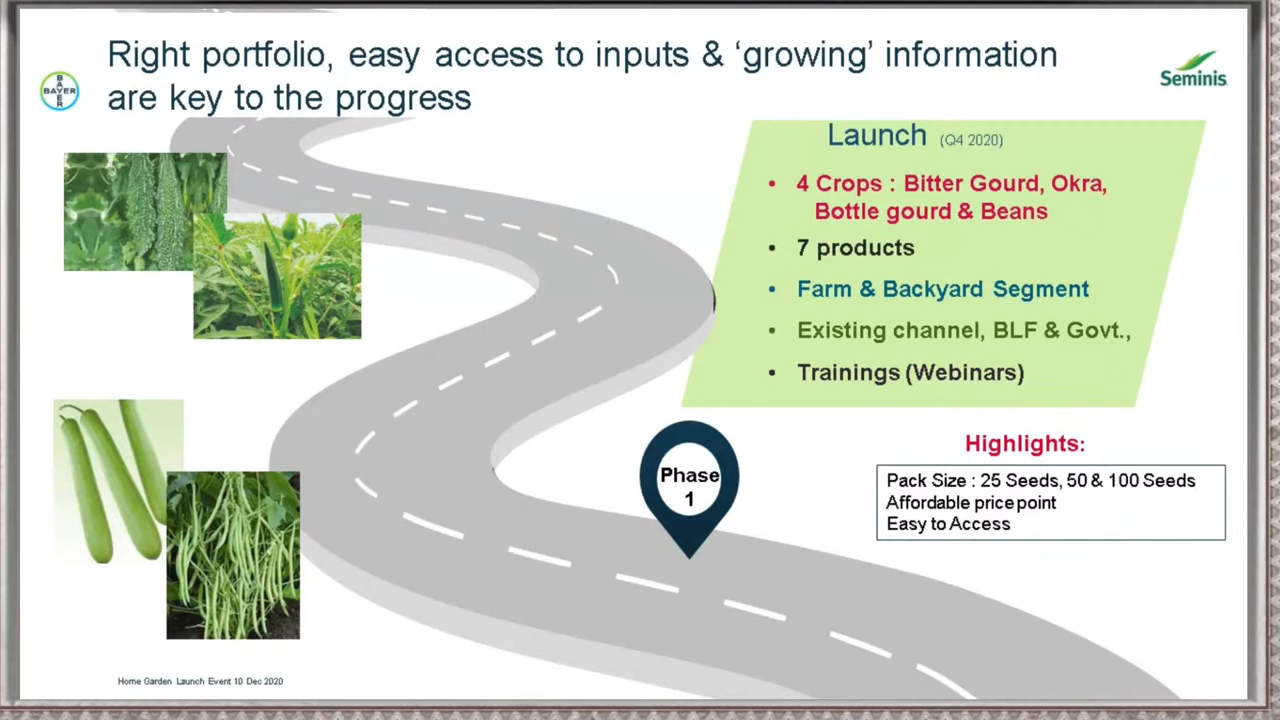 Right portfolio, easy access to inputs & ‘growing’ information
are key to the progress
BAYER
BAYER
Seminis
Launch (Q4 2020)
• 4 Crops : Bitter Gourd, Okra,
Bottle gourd & Beans
• 7 products
• Farm & Backyard Segment
• Existing channel, BLF & Govt.,
• Trainings (Webinars)
Phase
1
Highlights:
Pack Size : 25 Seeds, 50 & 100 Seeds
Affordable price point
Easy to Access
Home Garden Launch Event 10 Dec 2020